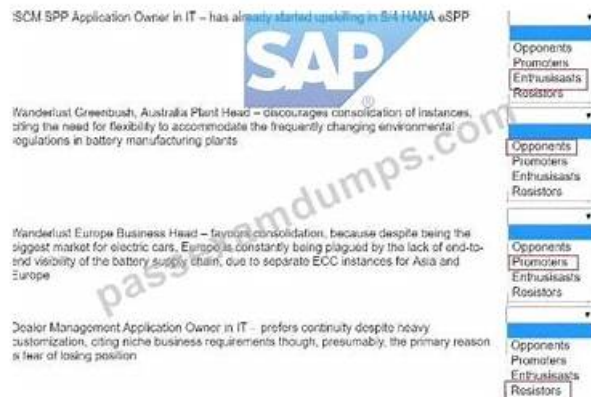 SCM SPP Application Owner in IT – has already started upskilling in S/4 HANA eSPP
Opponents
Promoters
Enthusisasts
Resistors
SAP
®
Wanderlust Greenbush, Australia Plant Head – discourages consolidation of instances,
citing the need for flexibility to accommodate the frequently changing environmental
regulations in battery manufacturing plants
Opponents
Promoters
Enthusisasts
Resistors
passexamdumps.com
Wanderlust Europe Business Head – favours consolidation, because despite being the
biggest market for electric cars, Europe is constantly being plagued by the lack of end-to-
end visibility of the battery supply chain, due to separate ECC instances for Asia and
Europe
Opponents
Promoters
Enthusisasts
Resistors
Dealer Management Application Owner in IT – prefers continuity despite heavy
customization, citing niche business requirements though, presumably, the primary reason
is fear of losing position
Opponents
Promoters
Enthusisasts
Resistors